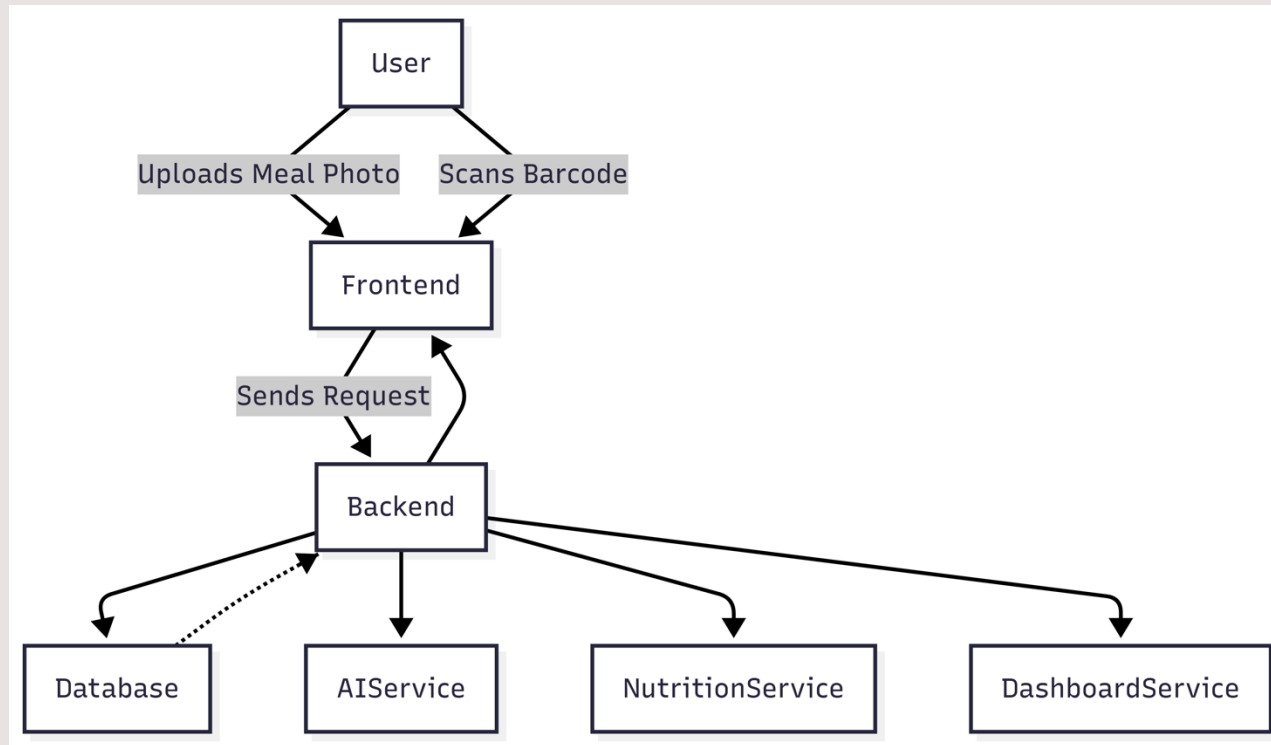 User
Uploads Meal Photo
Scans Barcode
Frontend
Sends Request
Backend
Database
AIService
NutritionService
DashboardService